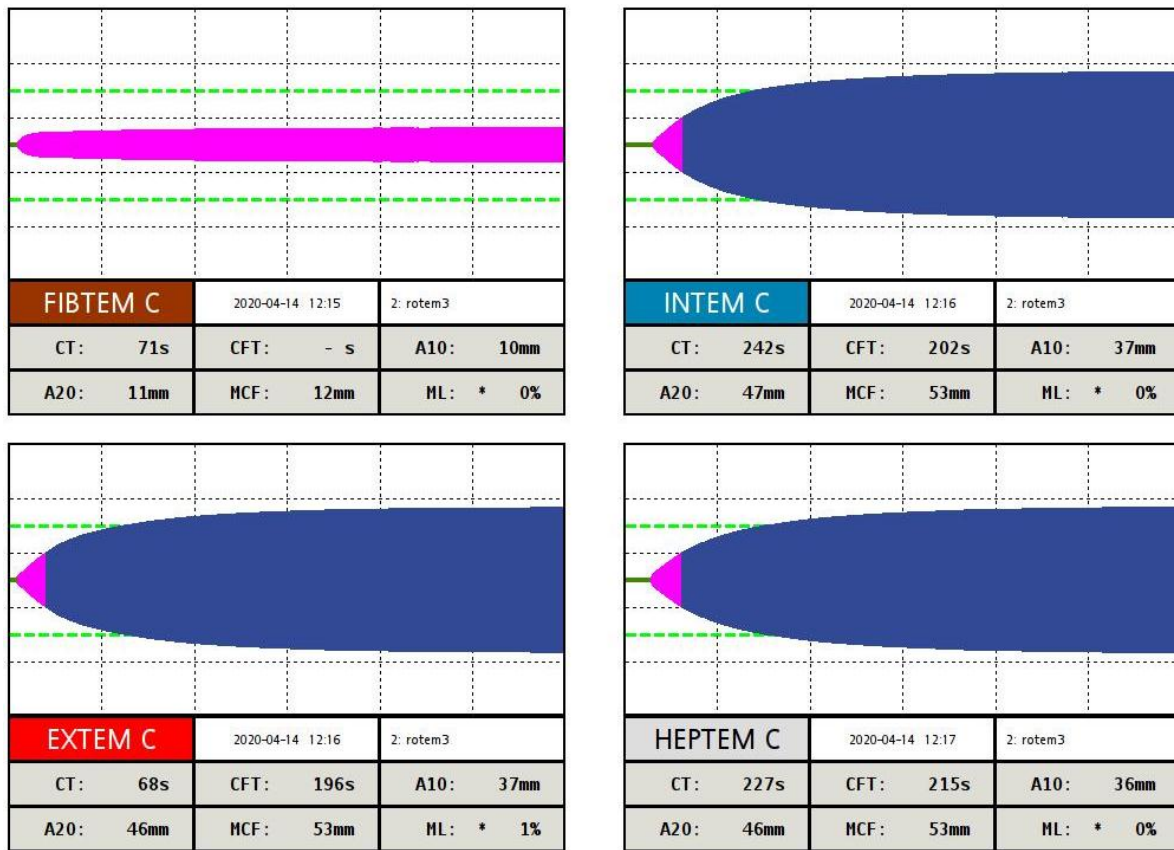 FIBTEM C 2020-04-14 12:15 2: rotem3
CT: 71s CFT: - s A10: 10mm
A20: 11mm MCF: 12mm ML: * 0%
INTEM C 2020-04-14 12:16 2: rotem3
CT: 242s CFT: 202s A10: 37mm
A20: 47mm MCF: 53mm ML: * 0%
EXTEM C 2020-04-14 12:16 2: rotem3
CT: 68s CFT: 196s A10: 37mm
A20: 46mm MCF: 53mm ML: * 1%
HEPTEM C 2020-04-14 12:17 2: rotem3
CT: 227s CFT: 215s A10: 36mm
A20: 46mm MCF: 53mm ML: * 0%